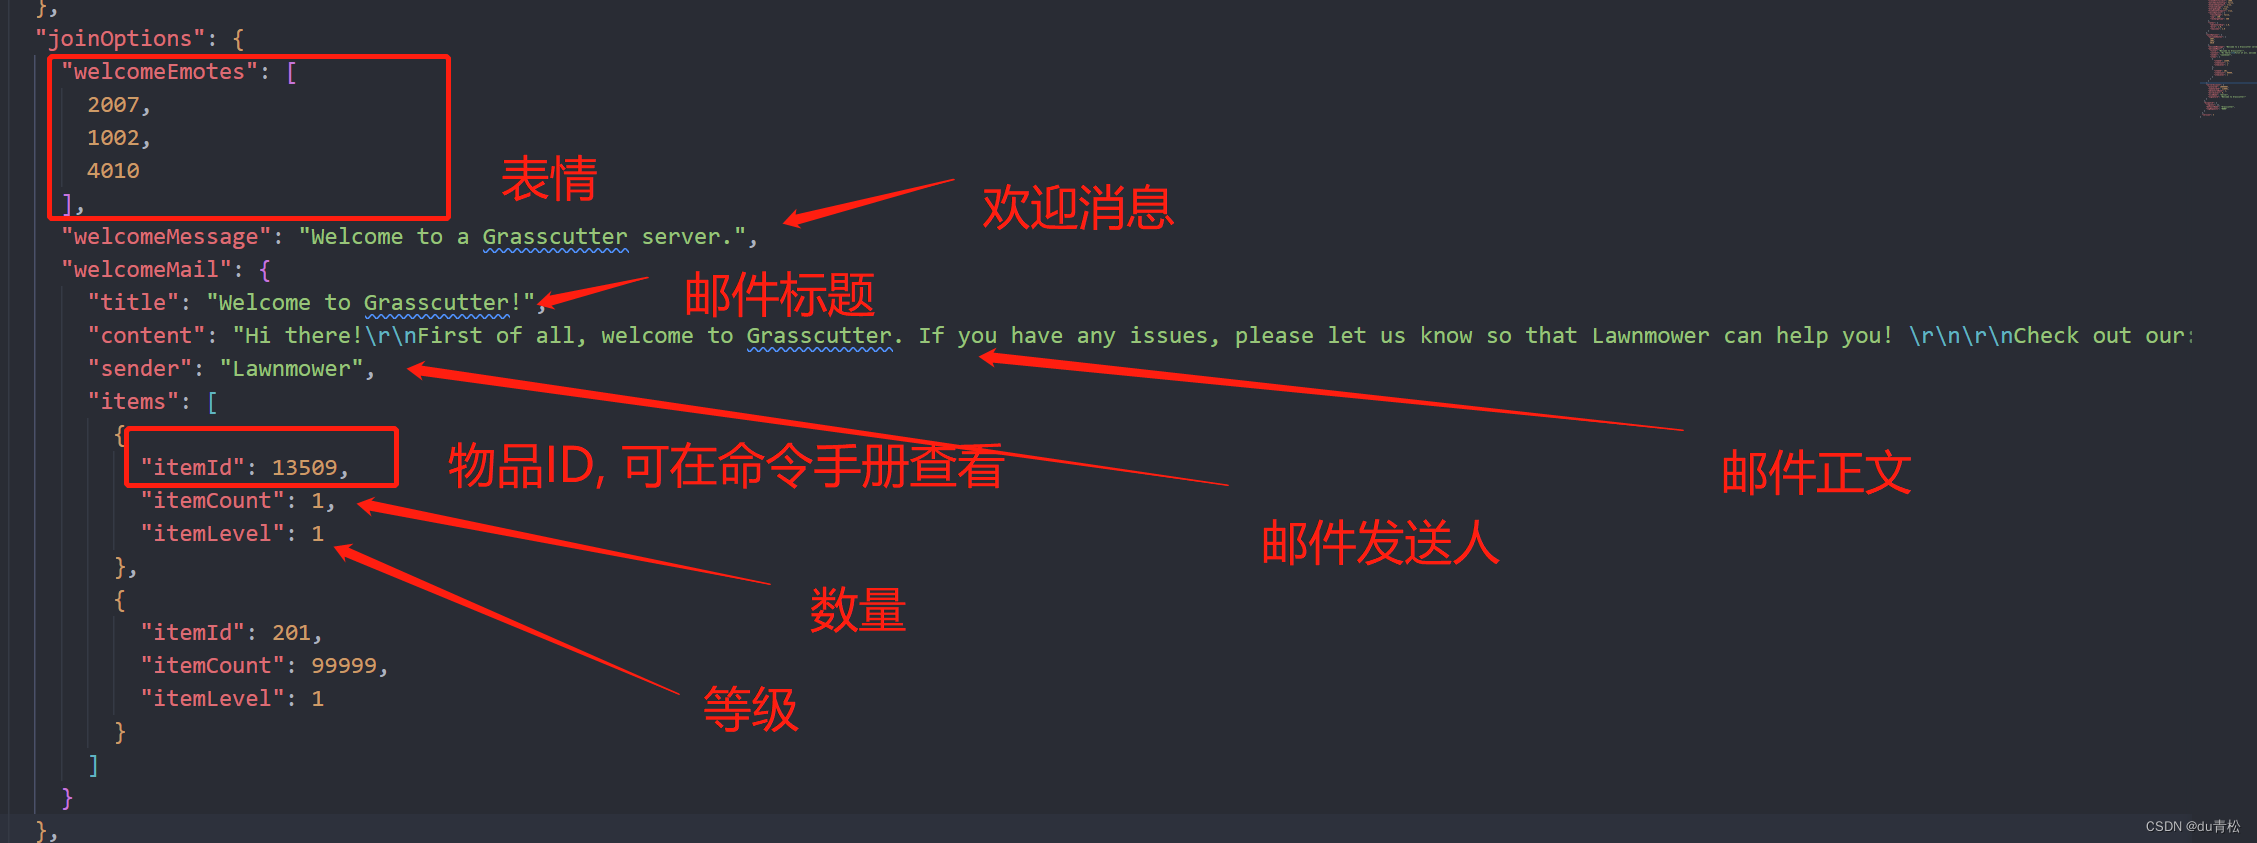 },
"joinOptions": {
"welcomeEmotes": [
2007,
1002,
4010
表情
],
欢迎消息
"welcomeMessage": "Welcome to a Grasscutter server.",
"welcomeMail": {
"title": "Welcome to Grasscutter!",
邮件标题
"content": "Hi there!\r\nFirst of all, welcome to Grasscutter. If you have any issues, please let us know so that Lawnmower can help you! \r\n\r\nCheck out our:
"sender": "Lawnmower",
"items": [
{
"itemId": 13509,
物品ID, 可在命令手册查看
邮件正文
"itemCount": 1,
"itemLevel": 1
邮件发送人
},
{
数量
"itemId": 201,
"itemCount": 99999,
"itemLevel": 1
等级
}
]
}
},
CSDN @du青松